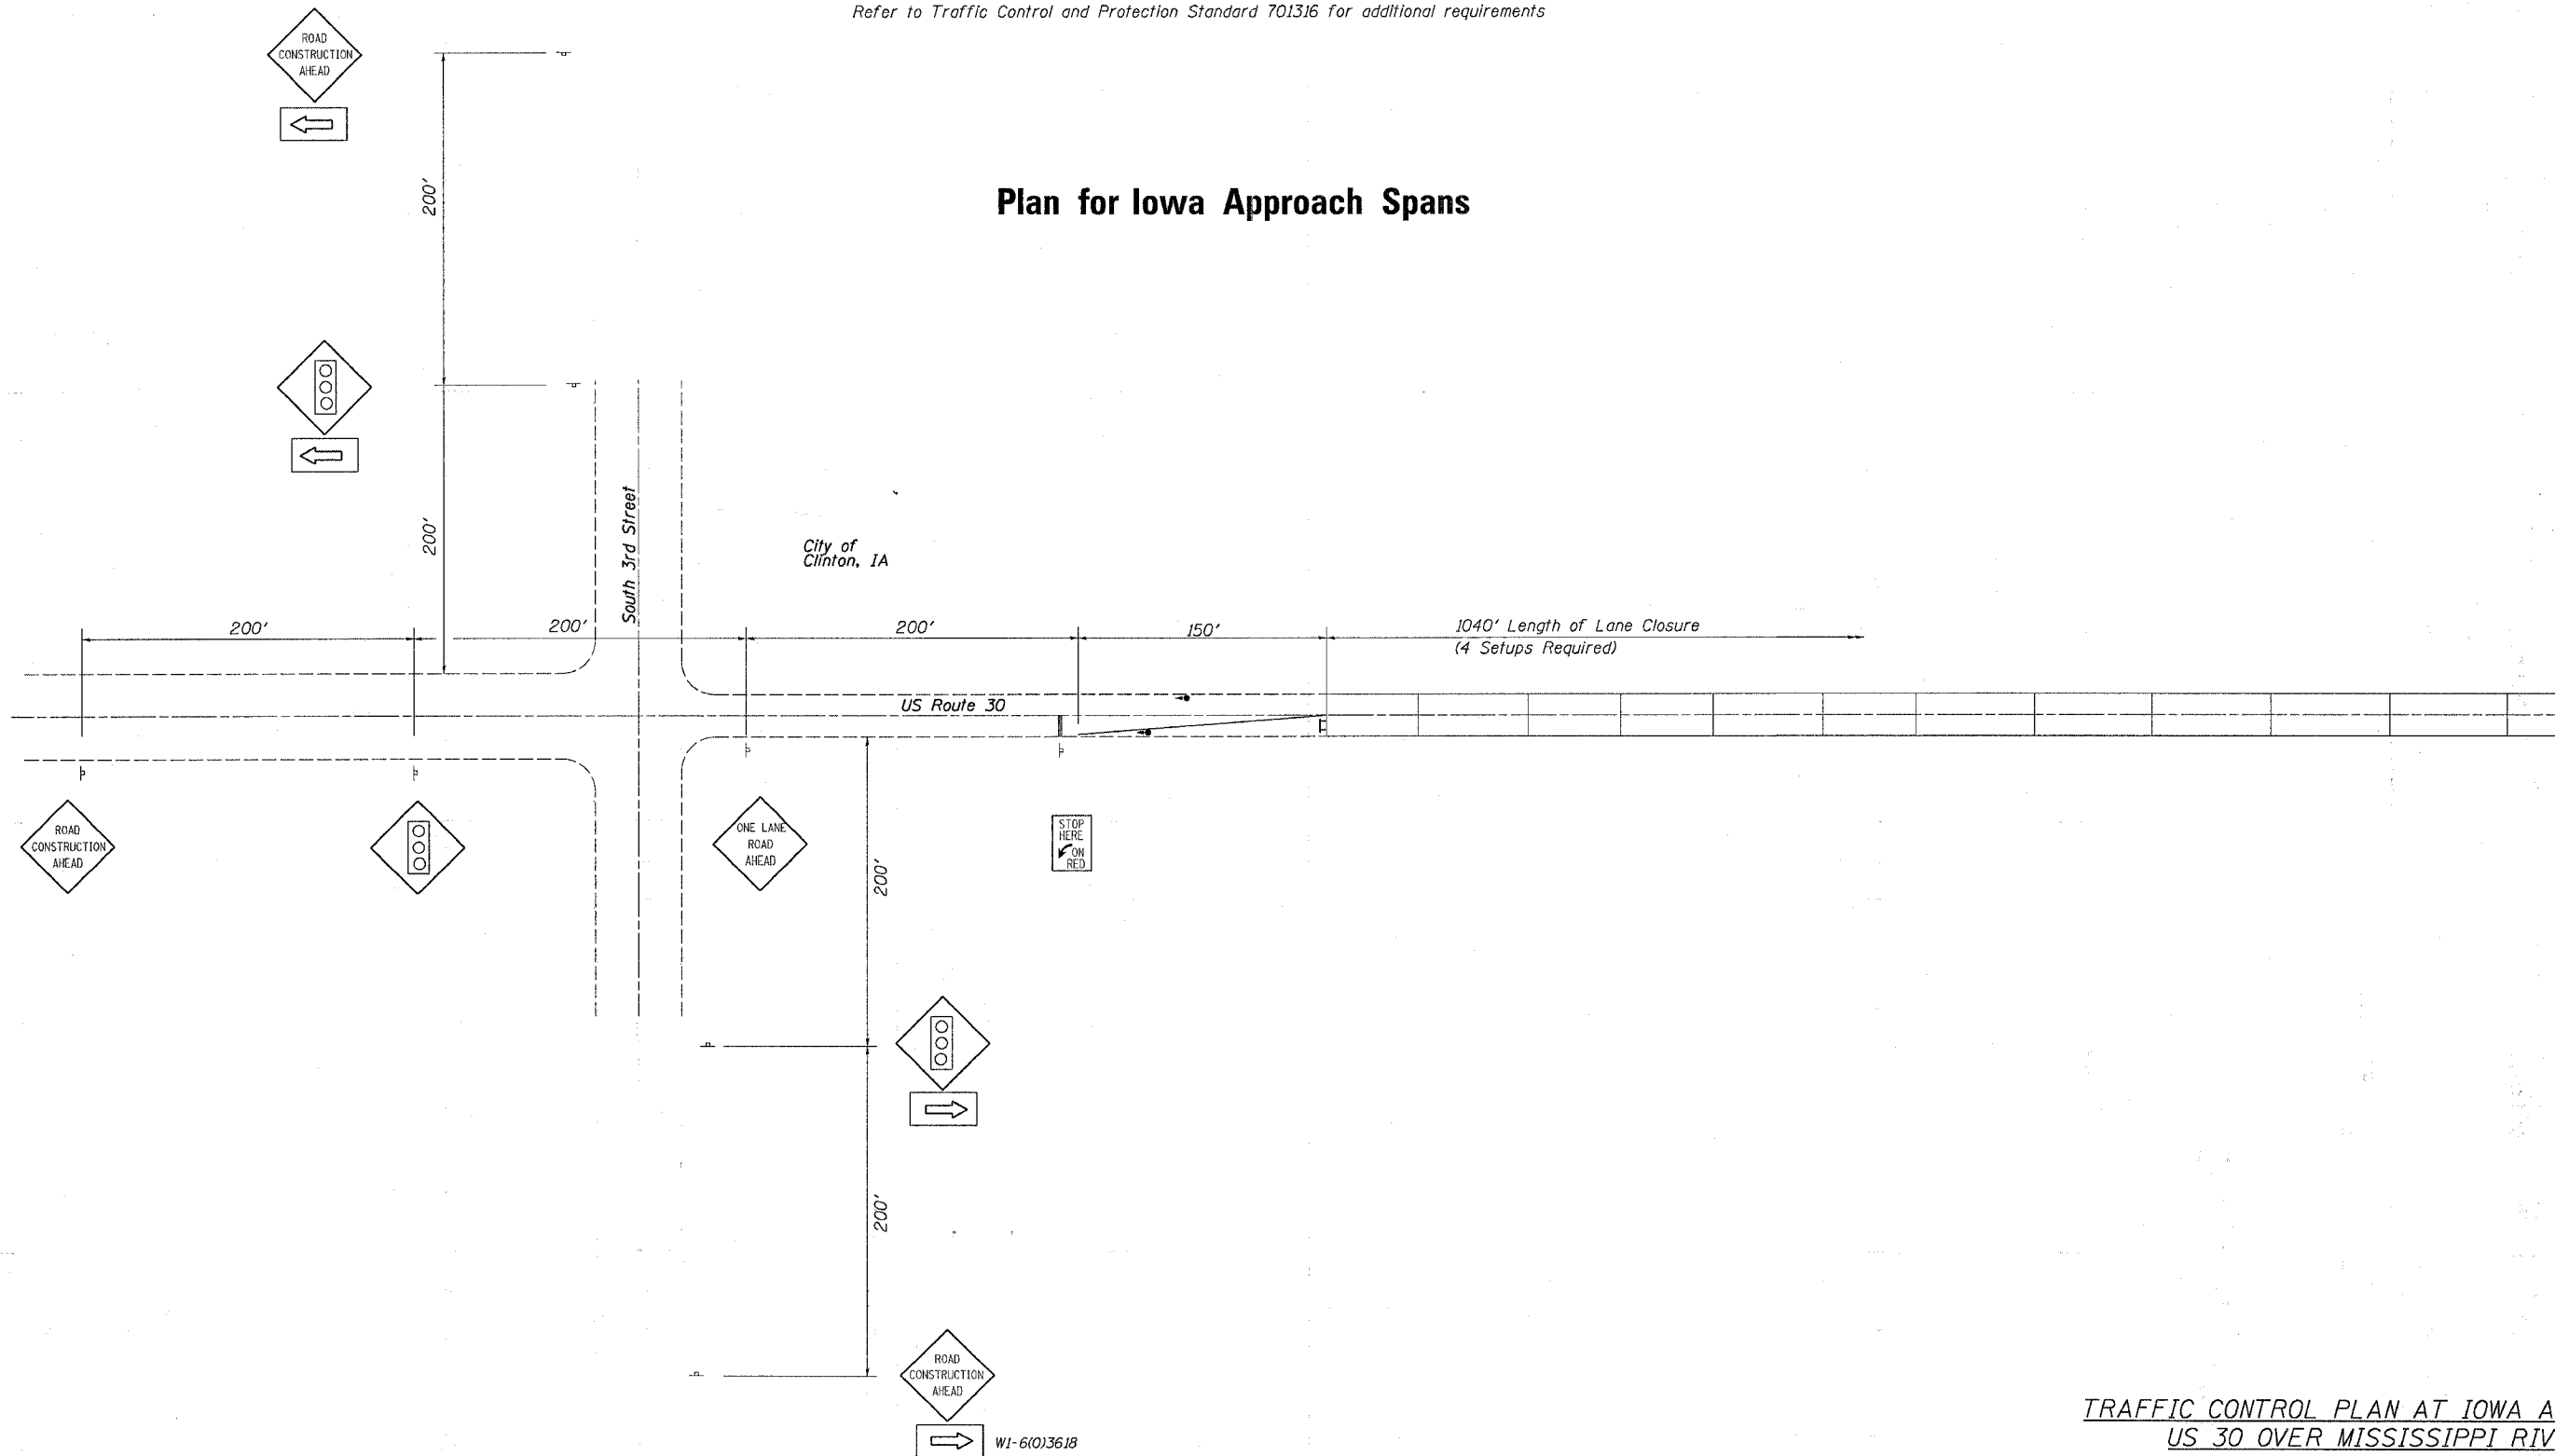 Refer to Traffic Control and Protection Standard 701316 for additional requirements
ROAD
CONSTRUCTION
AHEAD
200'
Plan for Iowa Approach Spans
200'
South 3rd Street
City of
Clinton, IA
200'
200'
200'
150'
1040' Length of Lane Closure
(4 Setups Required)
US Route 30
ROAD
CONSTRUCTION
AHEAD
ONE LANE
ROAD
AHEAD
STOP
HERE
ON
RED
200'
200'
ROAD
CONSTRUCTION
AHEAD
W1-6(O)3618
TRAFFIC CONTROL PLAN AT IOWA A
US 30 OVER MISSISSIPPI RIV